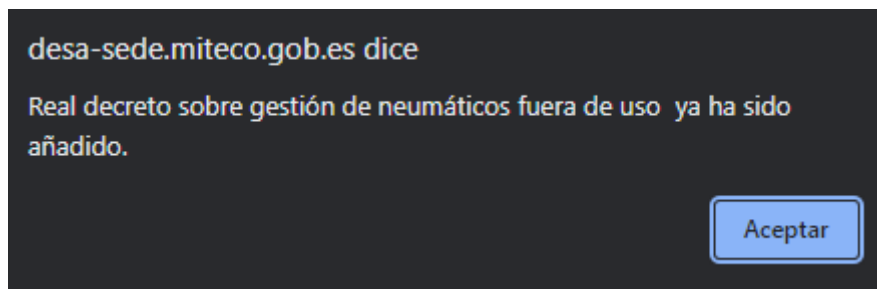 desa-sede.miteco.gob.es dice
Real decreto sobre gestión de neumáticos fuera de uso  ya ha sido
añadido.
Aceptar